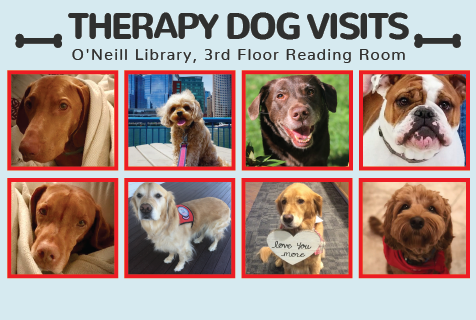 THERAPY DOG VISITS
O'Neill Library, 3rd Floor Reading Room
love you
more